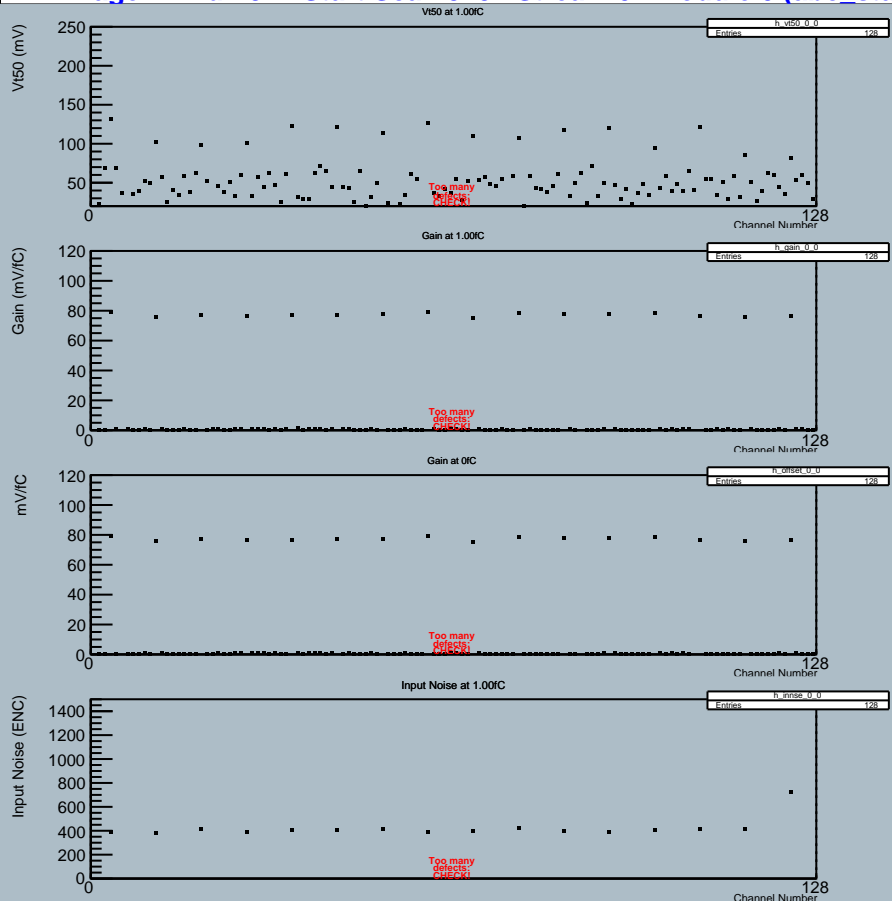 Vt50 at 1.00fC
h_vt50_0_0
Entries 128
Vt50 (mV)
250
200
150
100
50
Too many
defects:
CHECK!
0
128
Channel Number
Gain at 1.00fC
h_gain_0_0
Entries 128
Gain (mV/fC)
120
100
80
60
40
20
0
Too many
defects:
CHECK!
0
128
Channel Number
Gain at 0fC
h_offset_0_0
Entries 128
mV/fC
120
100
80
60
40
20
0
Too many
defects:
CHECK!
0
128
Channel Number
Input Noise at 1.00fC
h_innse_0_0
Entries 128
Input Noise (ENC)
1400
1200
1000
800
600
400
200
0
Too many
defects:
CHECK!
0
128
Channel Number